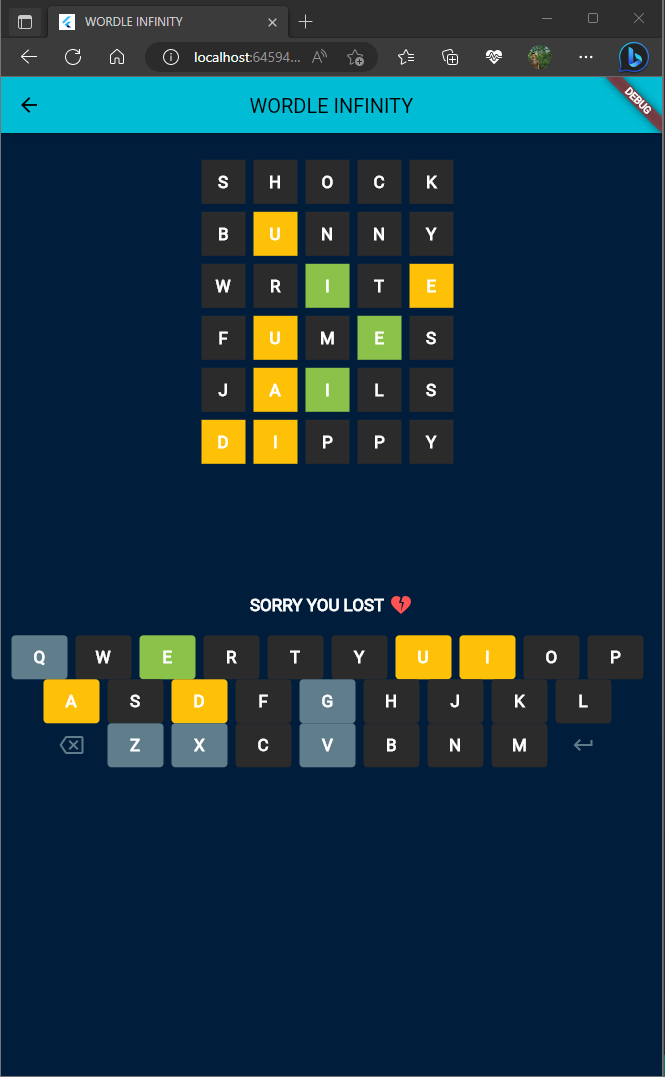 WORDLE INFINITY
localhost:64594...
WORDLE INFINITY
DEBUG
S H O C K
B U N N Y
W R I T E
F U M E S
J A I L S
D I P P Y
SORRY YOU LOST 💔
Q W E R T Y U I O P
A S D F G H J K L
Z X C V B N M